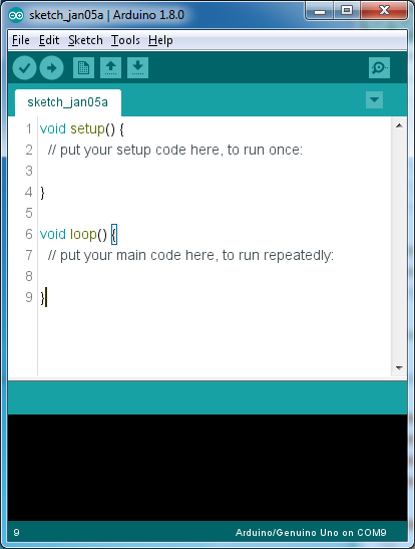 sketch_jan05a | Arduino 1.8.0
File Edit Sketch Tools Help
sketch_jan05a
1 void setup() {
2 // put your setup code here, to run once:
3
4 }
5
6 void loop() {
7 // put your main code here, to run repeatedly:
8
9 }
9 Arduino/Genuino Uno on COM9